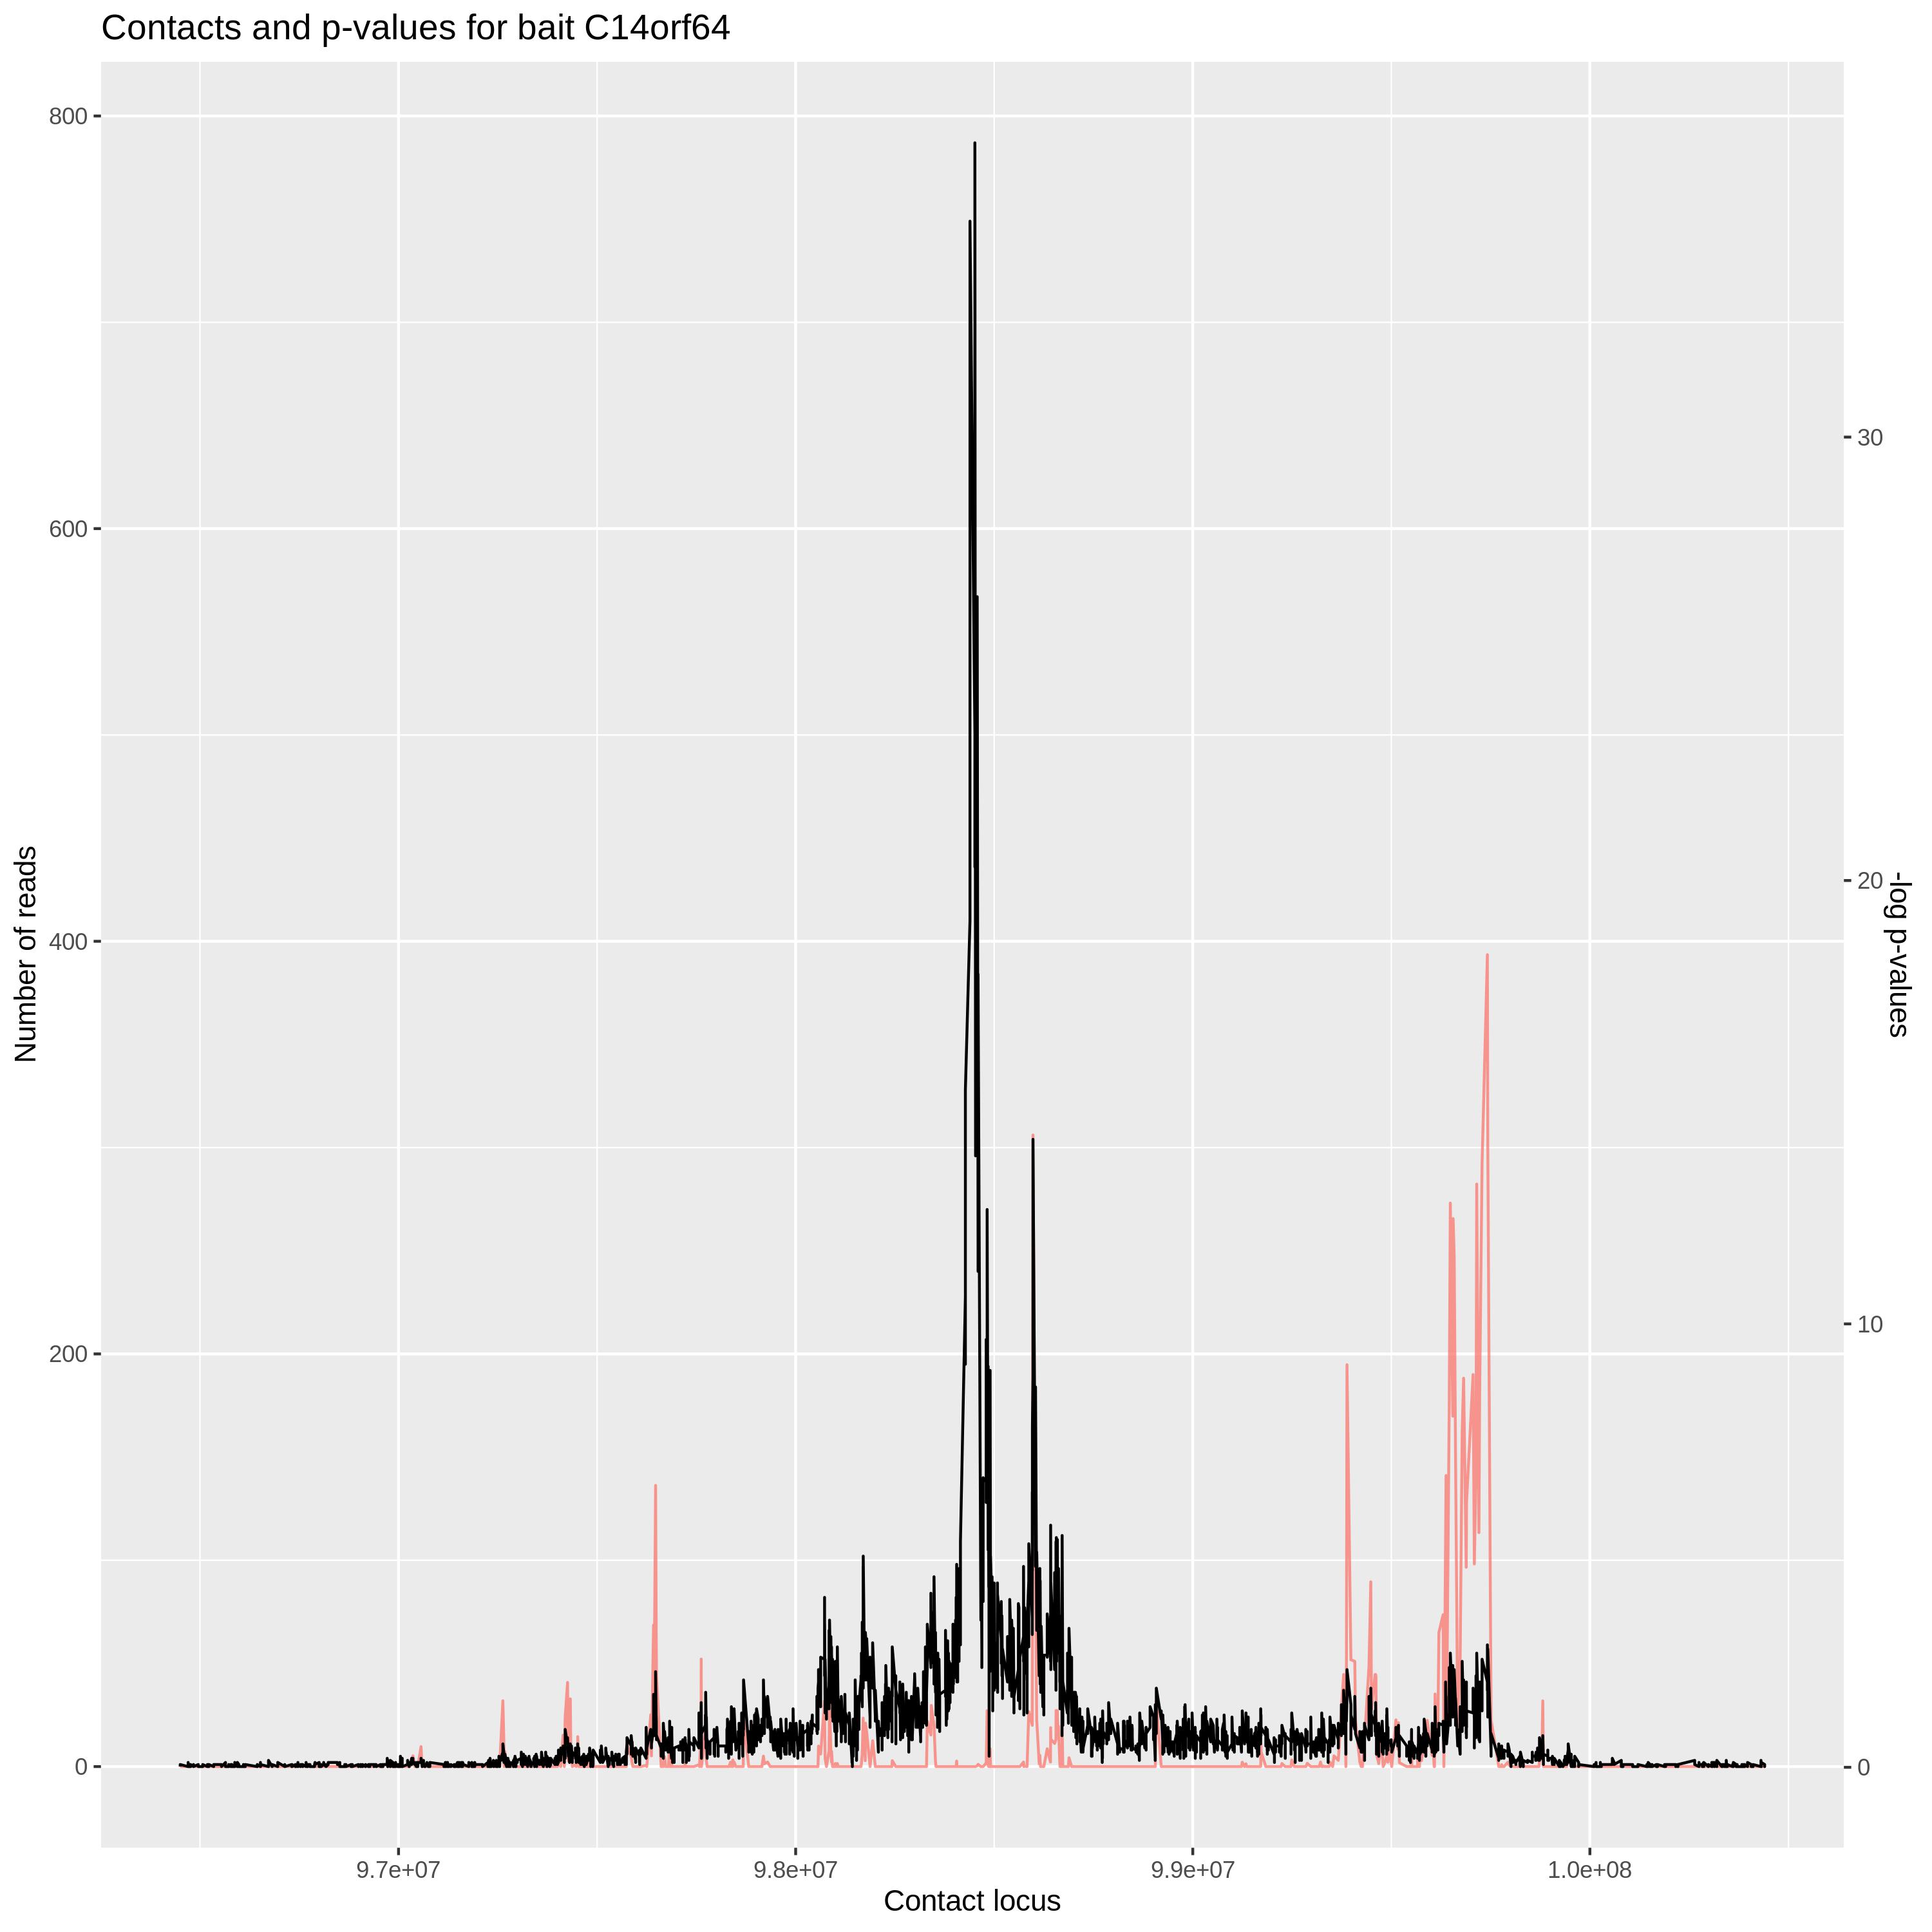 Contacts and p-values for bait C14orf64
800
600
400
200
0
Number of reads
30
20
10
0
-log p-values
9.7e+07
9.8e+07
9.9e+07
1.0e+08
Contact locus